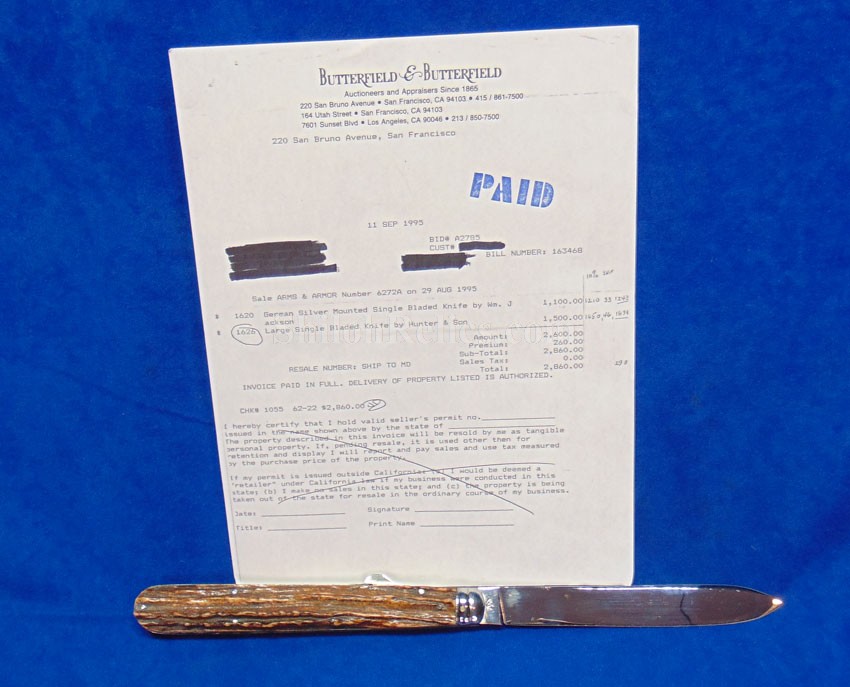 BUTTERFIELD & BUTTERFIELD
Auctioneers and Appraisers Since 1865
220 San Bruno Avenue • San Francisco, CA 94103 • 415 / 861-7500
164 Utah Street • San Francisco, CA 94103
7601 Sunset Blvd • Los Angeles, CA 90046 • 213 / 850-7500
220 San Bruno Avenue, San Francisco
PAID
11 SEP 1995
BID# A2785
CUST#
BILL NUMBER: 163468
Sale ARMS & ARMOR Number 6272A on 29 AUG 1995
* 1620 German Silver Mounted Single Bladed Knife by Wm. J 1,100.00
ackson
* 1626 Large Single Bladed Knife by Hunter & Son 1,500.00
Amount: 2,600.00
Premium: 260.00
Sub-Total: 2,860.00
Sales Tax: 0.00
RESALE NUMBER: SHIP TO MD Total: 2,860.00
INVOICE PAID IN FULL. DELIVERY OF PROPERTY LISTED IS AUTHORIZED.
CHK# 1055 62-22 $2,860.00
I hereby certify that I hold valid seller's permit no.
issued in the name shown above by the state of
The property described in this invoice will be resold by me as tangible
personal property. If, pending resale, it is used other then for
retention and display I will report and pay sales and use tax measured
by the purchase price of the property.
If my permit is issued outside California: (a) I would be deemed a
"retailer" under California law if my business were conducted in this
state; (b) I make no sales in this state; and (c) the property is being
taken out of the state for resale in the ordinary course of my business.
Date: Signature
Title: Print Name